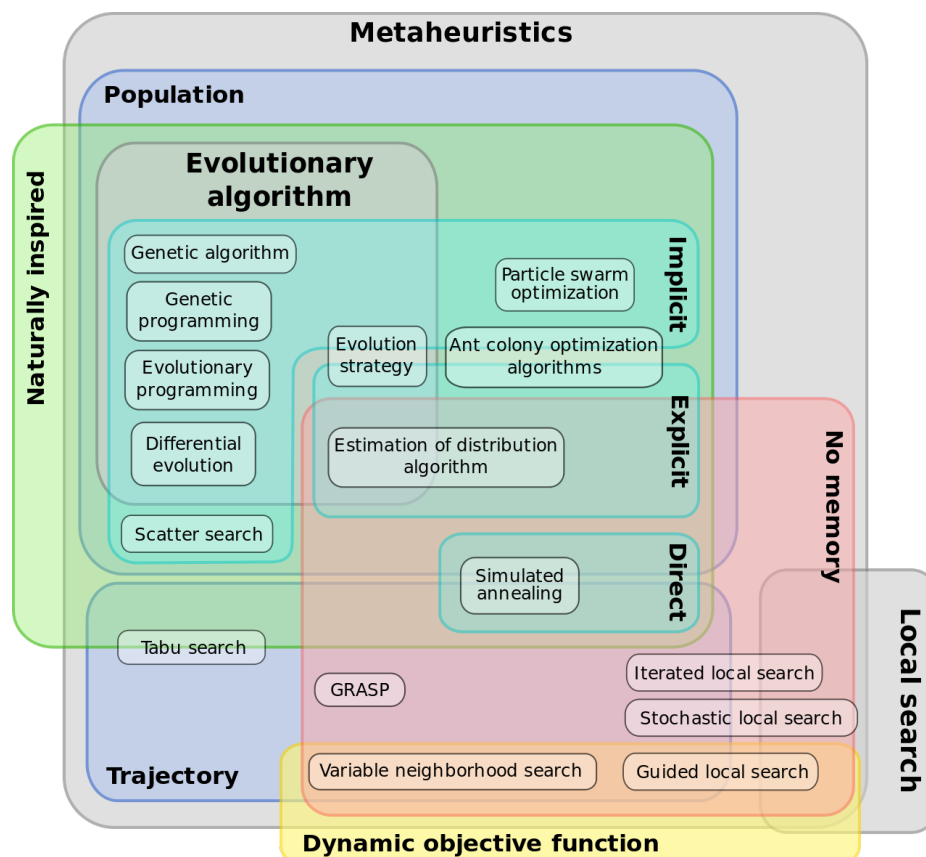 Metaheuristics
Population
Naturally inspired
Evolutionary
algorithm
Implicit
Genetic algorithm
Particle swarm
optimization
Genetic
programming
Evolution
strategy
Ant colony optimization
algorithms
Evolutionary
programming
Explicit
Differential
evolution
Estimation of distribution
algorithm
No memory
Scatter search
Direct
Simulated
annealing
Local search
Tabu search
Iterated local search
GRASP
Stochastic local search
Trajectory
Variable neighborhood search
Guided local search
Dynamic objective function